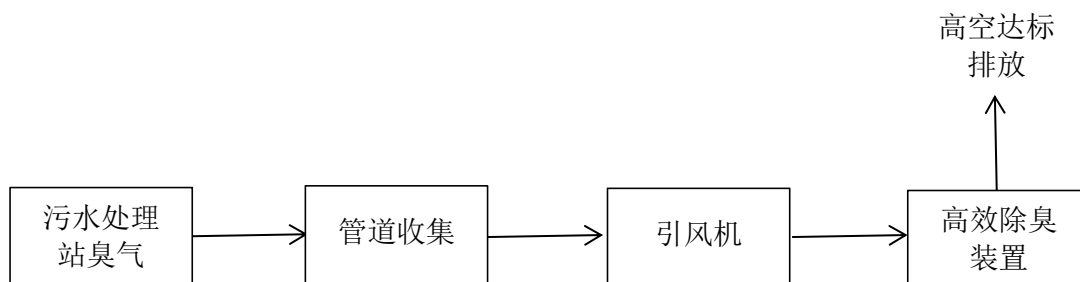 高空达标
排放
污水处理
站臭气
管道收集
引风机
高效除臭
装置